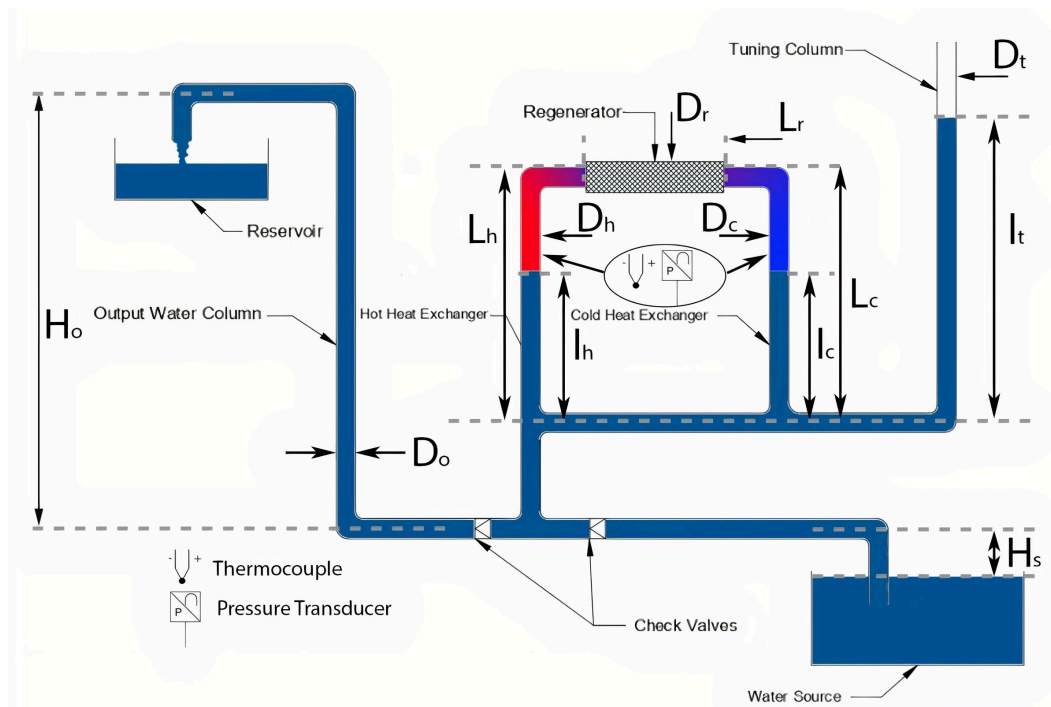 Tuning Column
Dt
Regenerator
Dr
Lr
Ho
Reservoir
Lh
Dh
Dc
lt
- +
P
Lc
Output Water Column
Hot Heat Exchanger
Cold Heat Exchanger
lh
lc
Do
Hs
- +
Thermocouple
P
Pressure Transducer
Check Valves
Water Source